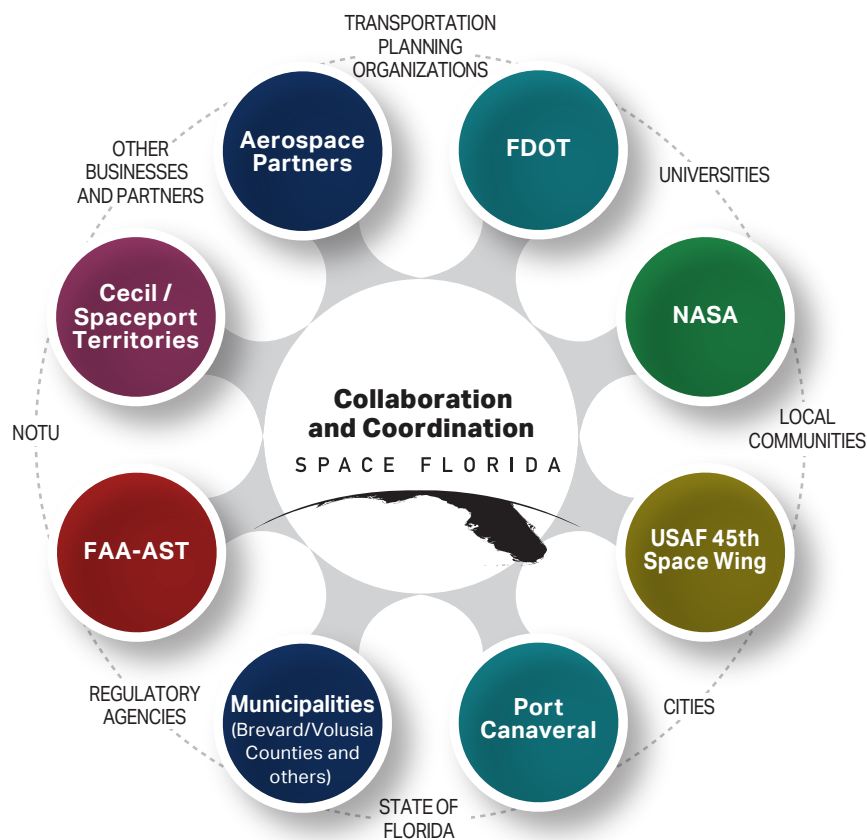 TRANSPORTATION
PLANNING
ORGANIZATIONS
Aerospace
Partners
FDOT
OTHER
BUSINESSES
AND PARTNERS
UNIVERSITIES
Cecil /
Spaceport
Territories
NASA
Collaboration
and Coordination
SPACE FLORIDA
NOTU
LOCAL
COMMUNITIES
FAA-AST
USAF 45th
Space Wing
REGULATORY
AGENCIES
Municipalities
(Brevard/Volusia
Counties and
others)
Port
Canaveral
CITIES
STATE OF
FLORIDA